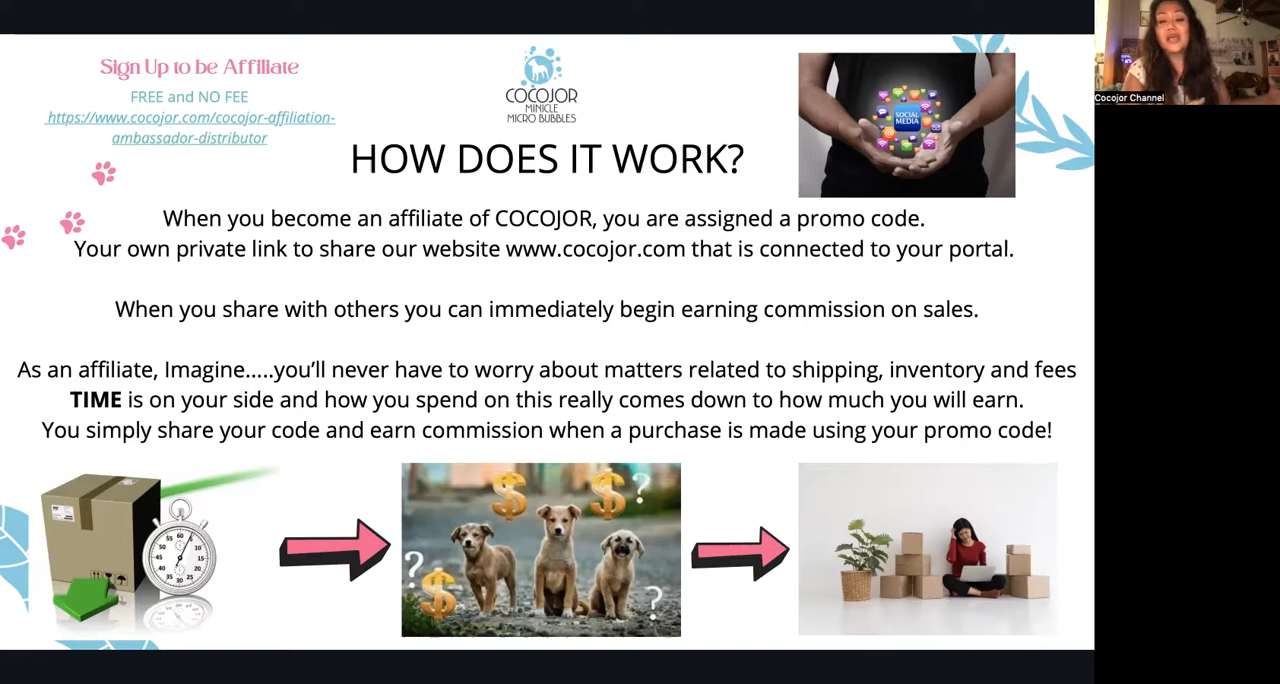 Sign Up to be Affiliate
FREE and NO FEE
https://www.cocojor.com/cocojor-affiliation-
ambassador-distributor
COCOJOR
MINICLE
MICRO BUBBLES
SOCIAL
MEDIA
Cocojor Channel
HOW DOES IT WORK?
When you become an affiliate of COCOJOR, you are assigned a promo code.
Your own private link to share our website www.cocojor.com that is connected to your portal.
When you share with others you can immediately begin earning commission on sales.
As an affiliate, Imagine.....you'll never have to worry about matters related to shipping, inventory and fees
TIME is on your side and how you spend on this really comes down to how much you will earn.
You simply share your code and earn commission when a purchase is made using your promo code!